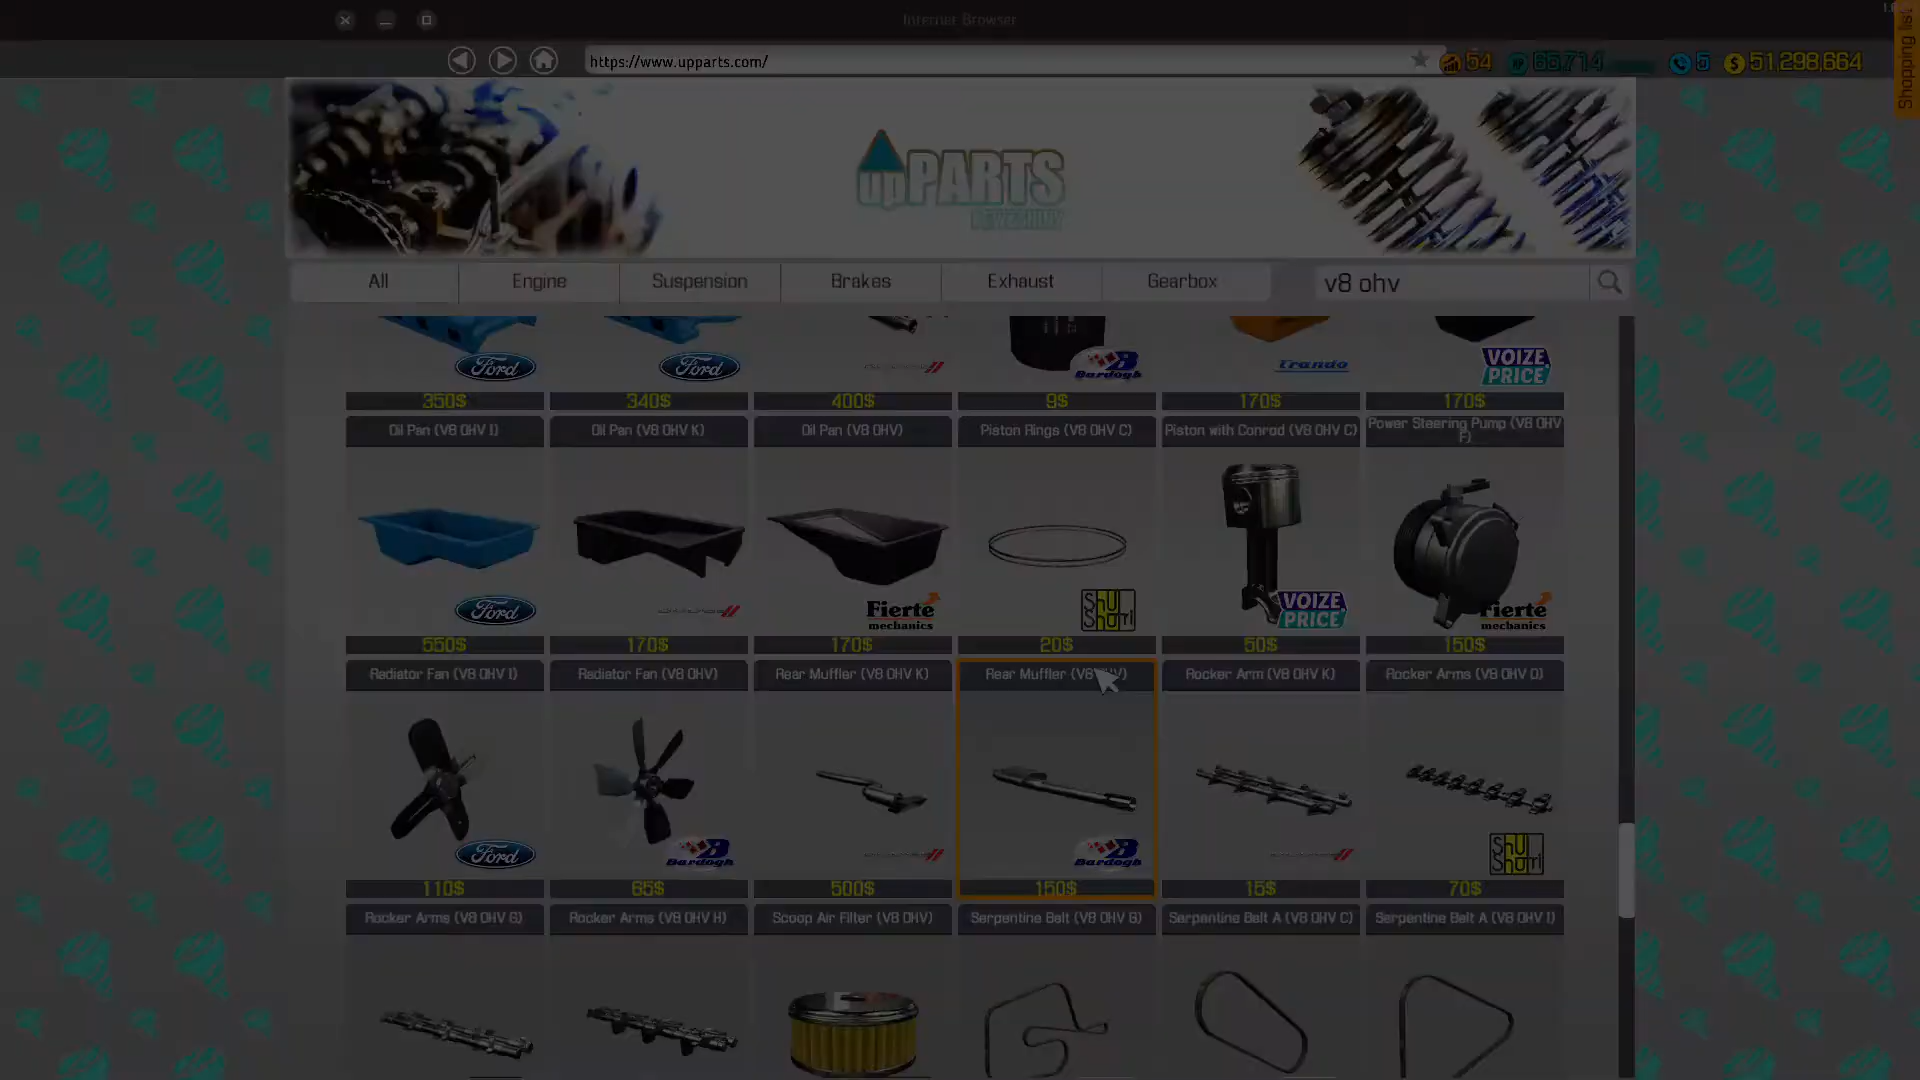 Internet Browser
https://www.upparts.com/
54
5
51,298,664
Shopping list
upPARTS
All
Engine
Suspension
Brakes
Exhaust
Gearbox
v8 ohv
Ford
Ford
Bardogh
Trando
VOIZE PRICE
350$
340$
400$
9$
170$
170$
Oil Pan (V8 OHV I)
Oil Pan (V8 OHV K)
Oil Pan (V8 OHV)
Piston Rings (V8 OHV C)
Piston with Conrod (V8 OHV C)
Power Steering Pump (V8 OHV F)
Ford
Fierte mechanics
VOIZE PRICE
Fierte mechanics
550$
170$
170$
20$
50$
150$
Radiator Fan (V8 OHV I)
Radiator Fan (V8 OHV)
Rear Muffler (V8 OHV K)
Rear Muffler (V8
Rocker Arm (V8 OHV K)
Rocker Arms (V8 OHV D)
Ford
Bardogh
Bardogh
110$
65$
500$
150$
15$
70$
Rocker Arms (V8 OHV G)
Rocker Arms (V8 OHV H)
Scoop Air Filter (V8 OHV)
Serpentine Belt (V8 OHV G)
Serpentine Belt A (V8 OHV C)
Serpentine Belt A (V8 OHV I)